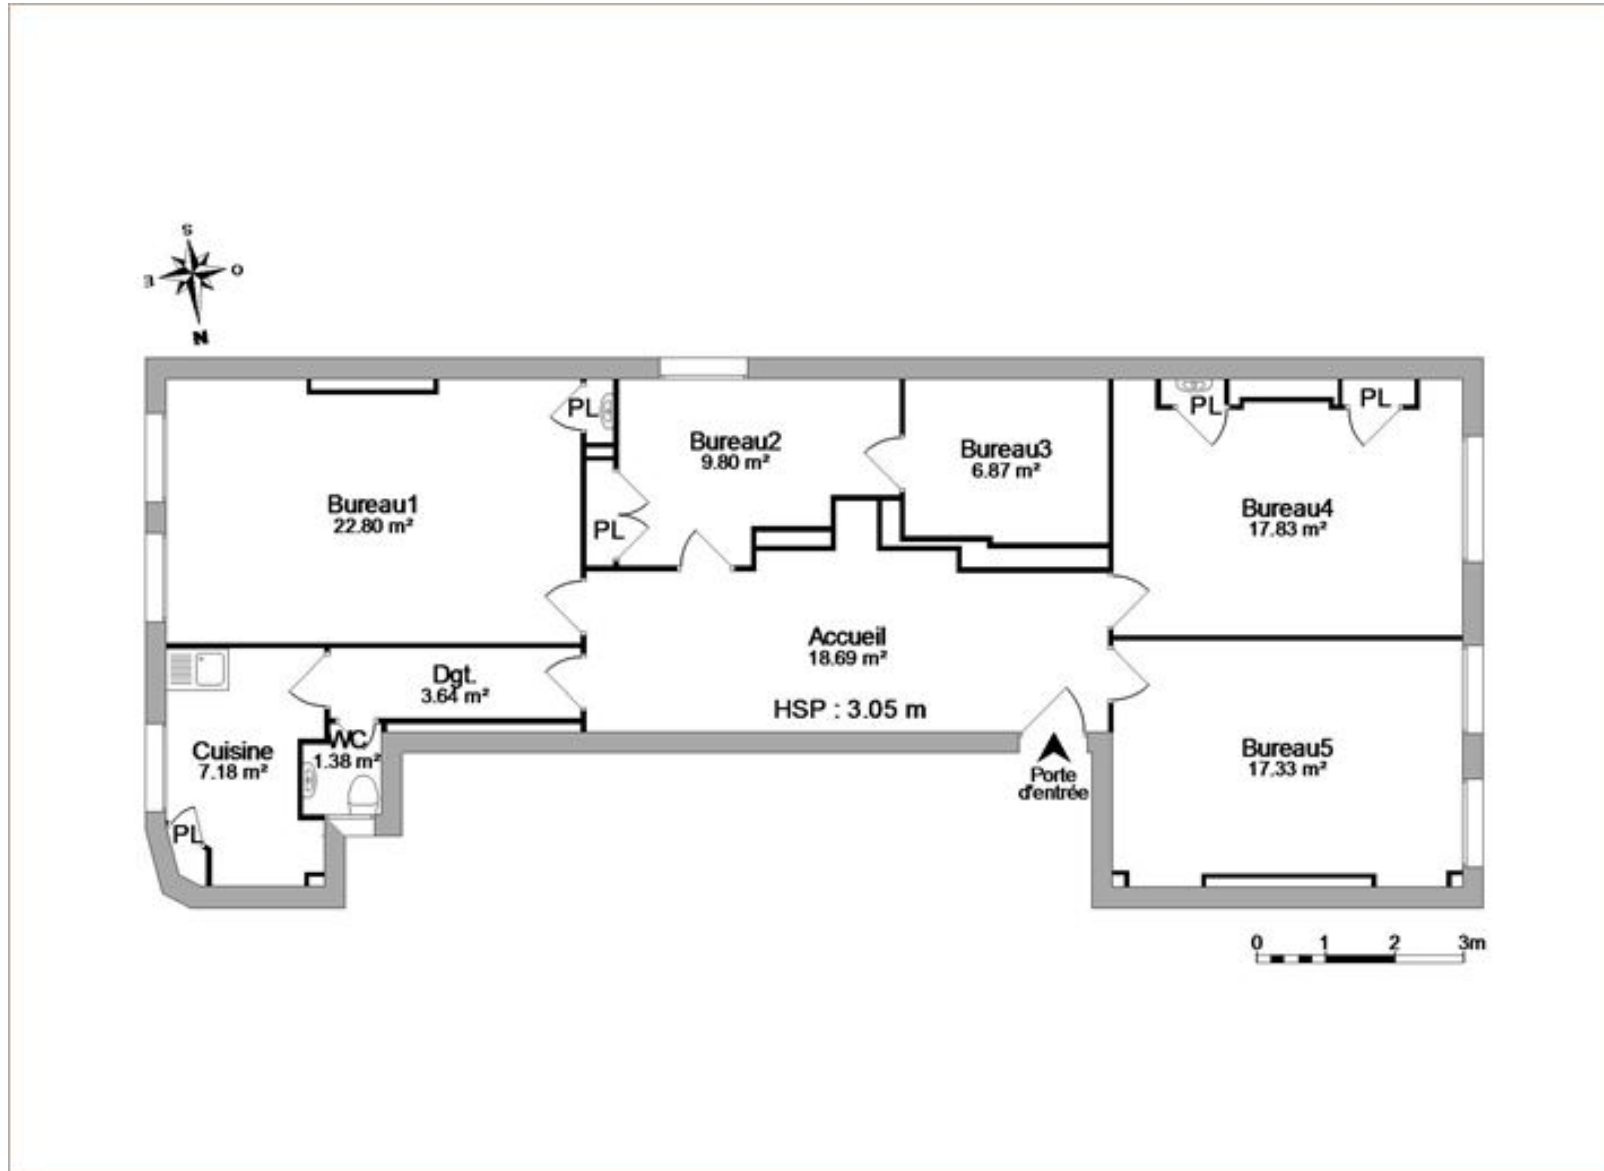 S
E
O
N
PL
Bureau2
9.80 m²
Bureau3
6.87 m²
PL
PL
Bureau1
22.80 m²
PL
Bureau4
17.83 m²
Accueil
18.69 m²
HSP : 3.05 m
Dgt.
3.64 m²
WC
1.38 m²
Cuisine
7.18 m²
PL
Porte
d'entrée
Bureau5
17.33 m²
0 1 2 3m